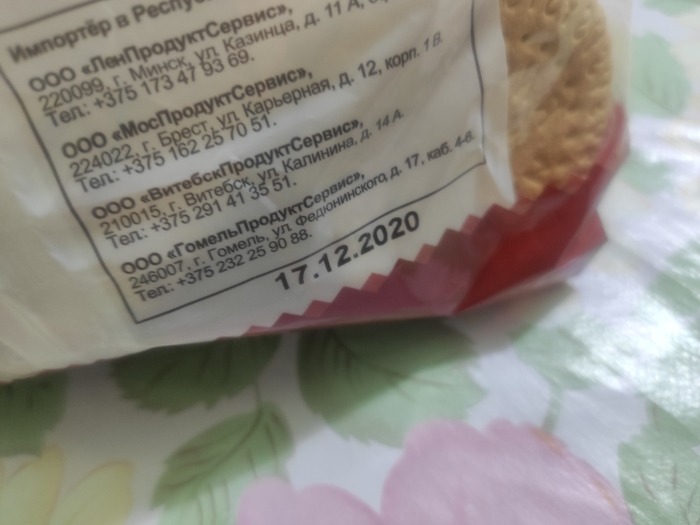 Импортёр в Респу
ООО «ЛенПродуктСервис»,
220099, г. Минск, ул. Казинца, д. 11 А,
Тел.: +375 173 47 93 69.
ООО «МосПродуктСервис»,
224022, г. Брест, ул. Карьерная, д. 12, корп. 1 В.
Тел.: +375 162 25 70 51.
ООО «ВитебскПродуктСервис»,
210015, г. Витебск, ул. Калинина, д. 14 А.
Тел.: +375 291 41 35 51.
ООО «ГомельПродуктСервис»,
246007, г. Гомель, ул. Федюнинского, д. 17, каб. 4-6.
Тел.: +375 232 25 90 88.
17.12.2020